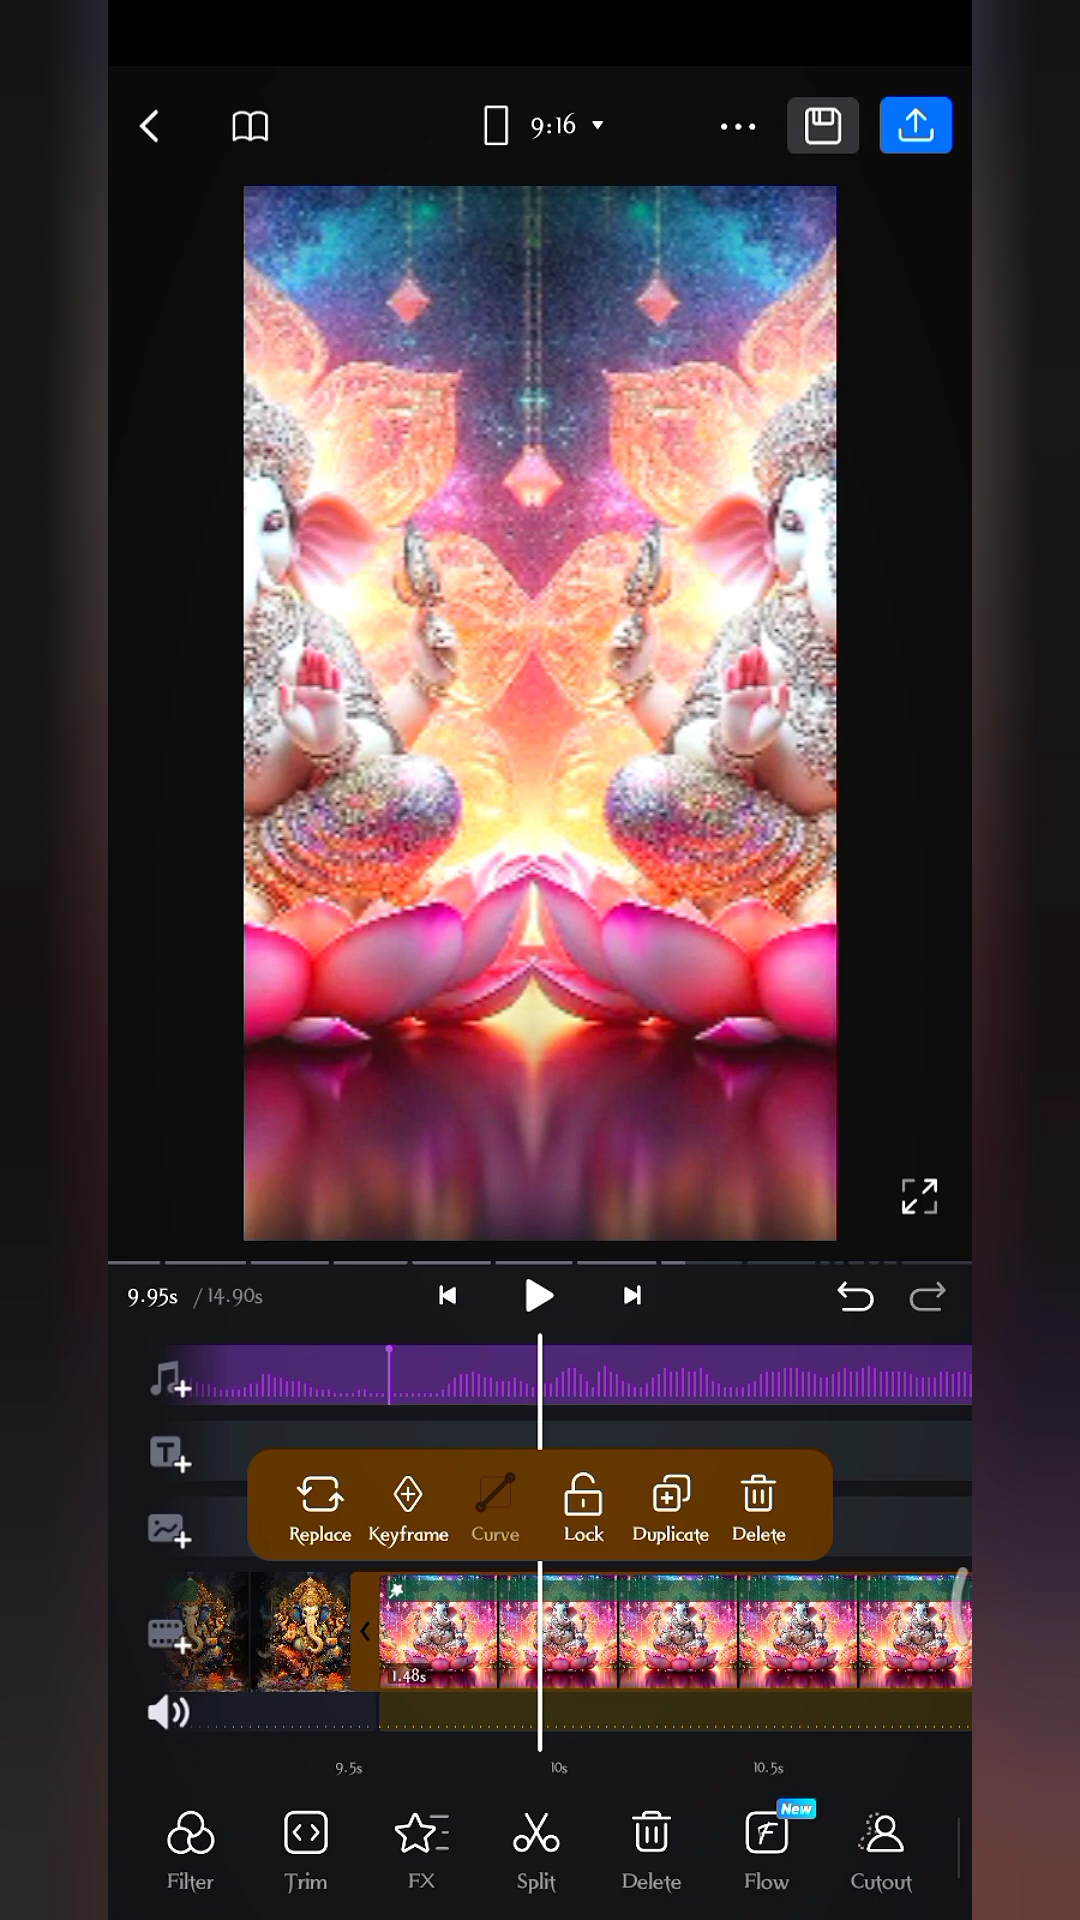 9:16
9.95s / 14.90s
Replace Keyframe Curve Lock Duplicate Delete
1.48s
9.5s 10s 10.5s
New
Filter Trim FX Split Delete Flow Cutout